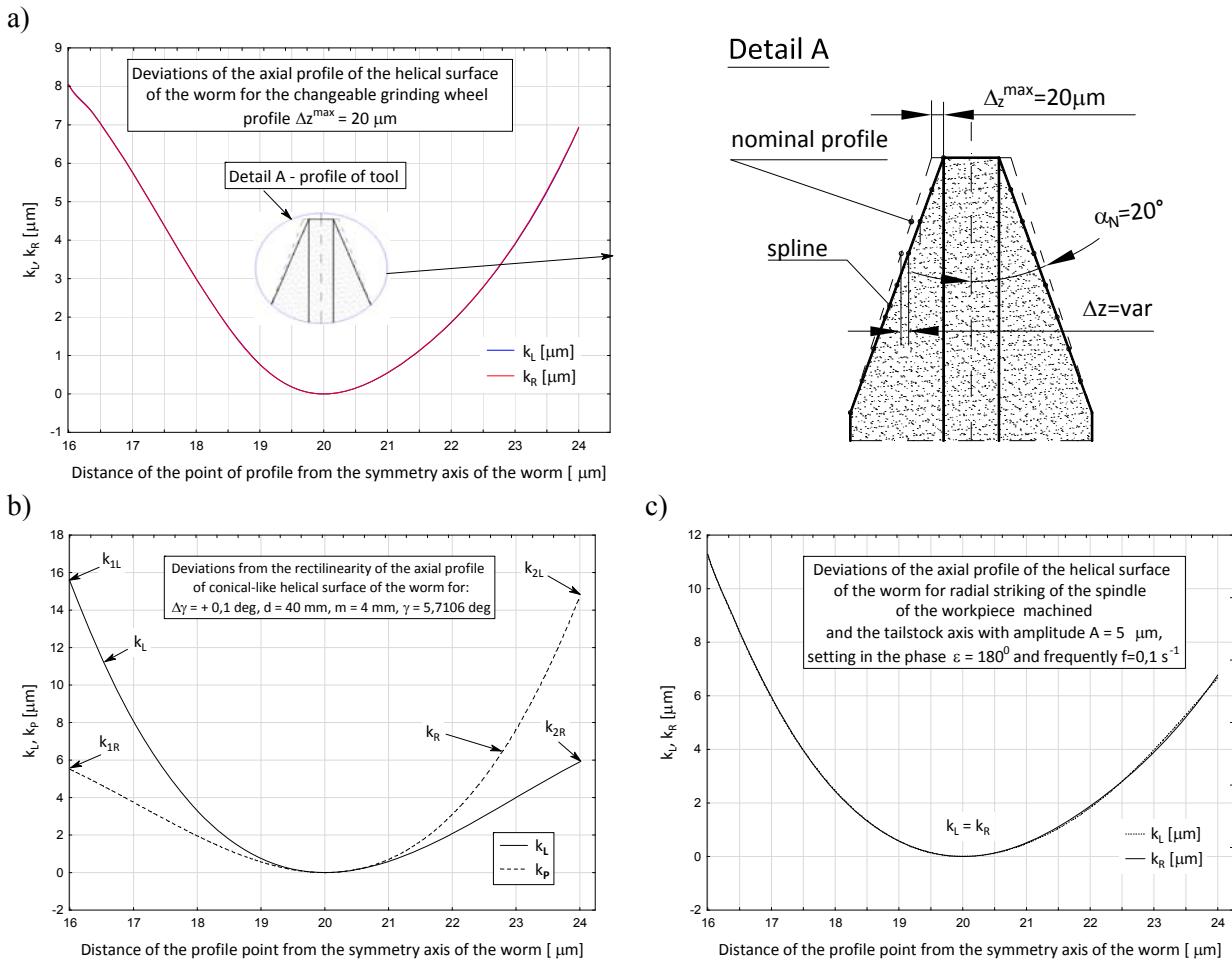 a)
k_L, k_R [μm]
9
8
7
6
5
4
3
2
1
0
-1
Deviations of the axial profile of the helical surface
of the worm for the changeable grinding wheel
profile Δz^max = 20 μm
Detail A - profile of tool
k_L [μm]
k_R [μm]
16 17 18 19 20 21 22 23 24
Distance of the point of profile from the symmetry axis of the worm [ μm]
Detail A
Δ_z^max=20μm
nominal profile
α_N=20°
spline
Δz=var
b)
k_L, k_P [μm]
18
16
14
12
10
8
6
4
2
0
-2
k_1L
Deviations from the rectilinearity of the axial profile
of conical-like helical surface of the worm for:
Δγ = + 0,1 deg, d = 40 mm, m = 4 mm, γ = 5,7106 deg
k_2L
k_L
k_R
k_2R
k_1R
k_L
k_P
16 17 18 19 20 21 22 23 24
Distance of the profile point from the symmetry axis of the worm [ μm]
c)
k_L, k_R [μm]
12
10
8
6
4
2
0
-2
Deviations of the axial profile of the helical surface
of the worm for radial striking of the spindle
of the workpiece machined
and the tailstock axis with amplitude A = 5 μm,
setting in the phase ε = 180^0 and frequently f=0,1 s^-1
k_L = k_R
k_L [μm]
k_R [μm]
16 17 18 19 20 21 22 23 24
Distance of the profile point from the symmetry axis of the worm [ μm]